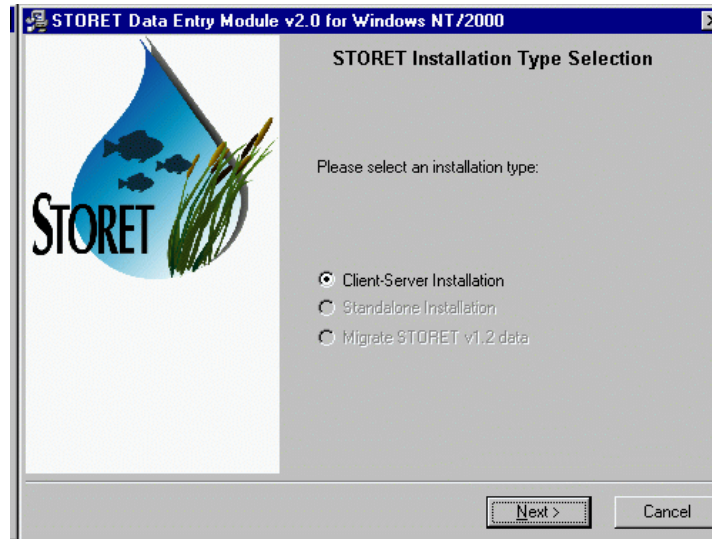 STORET Data Entry Module v2.0 for Windows NT/2000
STORET Installation Type Selection
Please select an installation type:
STORET
Client-Server Installation
Standalone Installation
Migrate STORET v1.2 data
Next >
Cancel